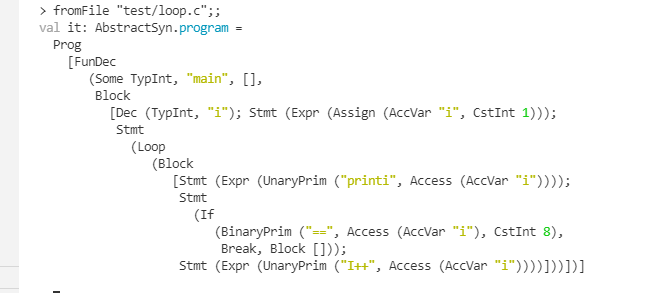 > fromFile "test/loop.c";;
val it: AbstractSyn.program =
  Prog
    [FunDec
       (Some TypInt, "main", [],
        Block
          [Dec (TypInt, "i"); Stmt (Expr (Assign (AccVar "i", CstInt 1)));
           Stmt
             (Loop
                (Block
                   [Stmt (Expr (UnaryPrim ("printi", Access (AccVar "i"))));
                    Stmt
                      (If
                         (BinaryPrim ("==", Access (AccVar "i"), CstInt 8),
                          Break, Block []));
                    Stmt (Expr (UnaryPrim ("I++", Access (AccVar "i"))))]))])]